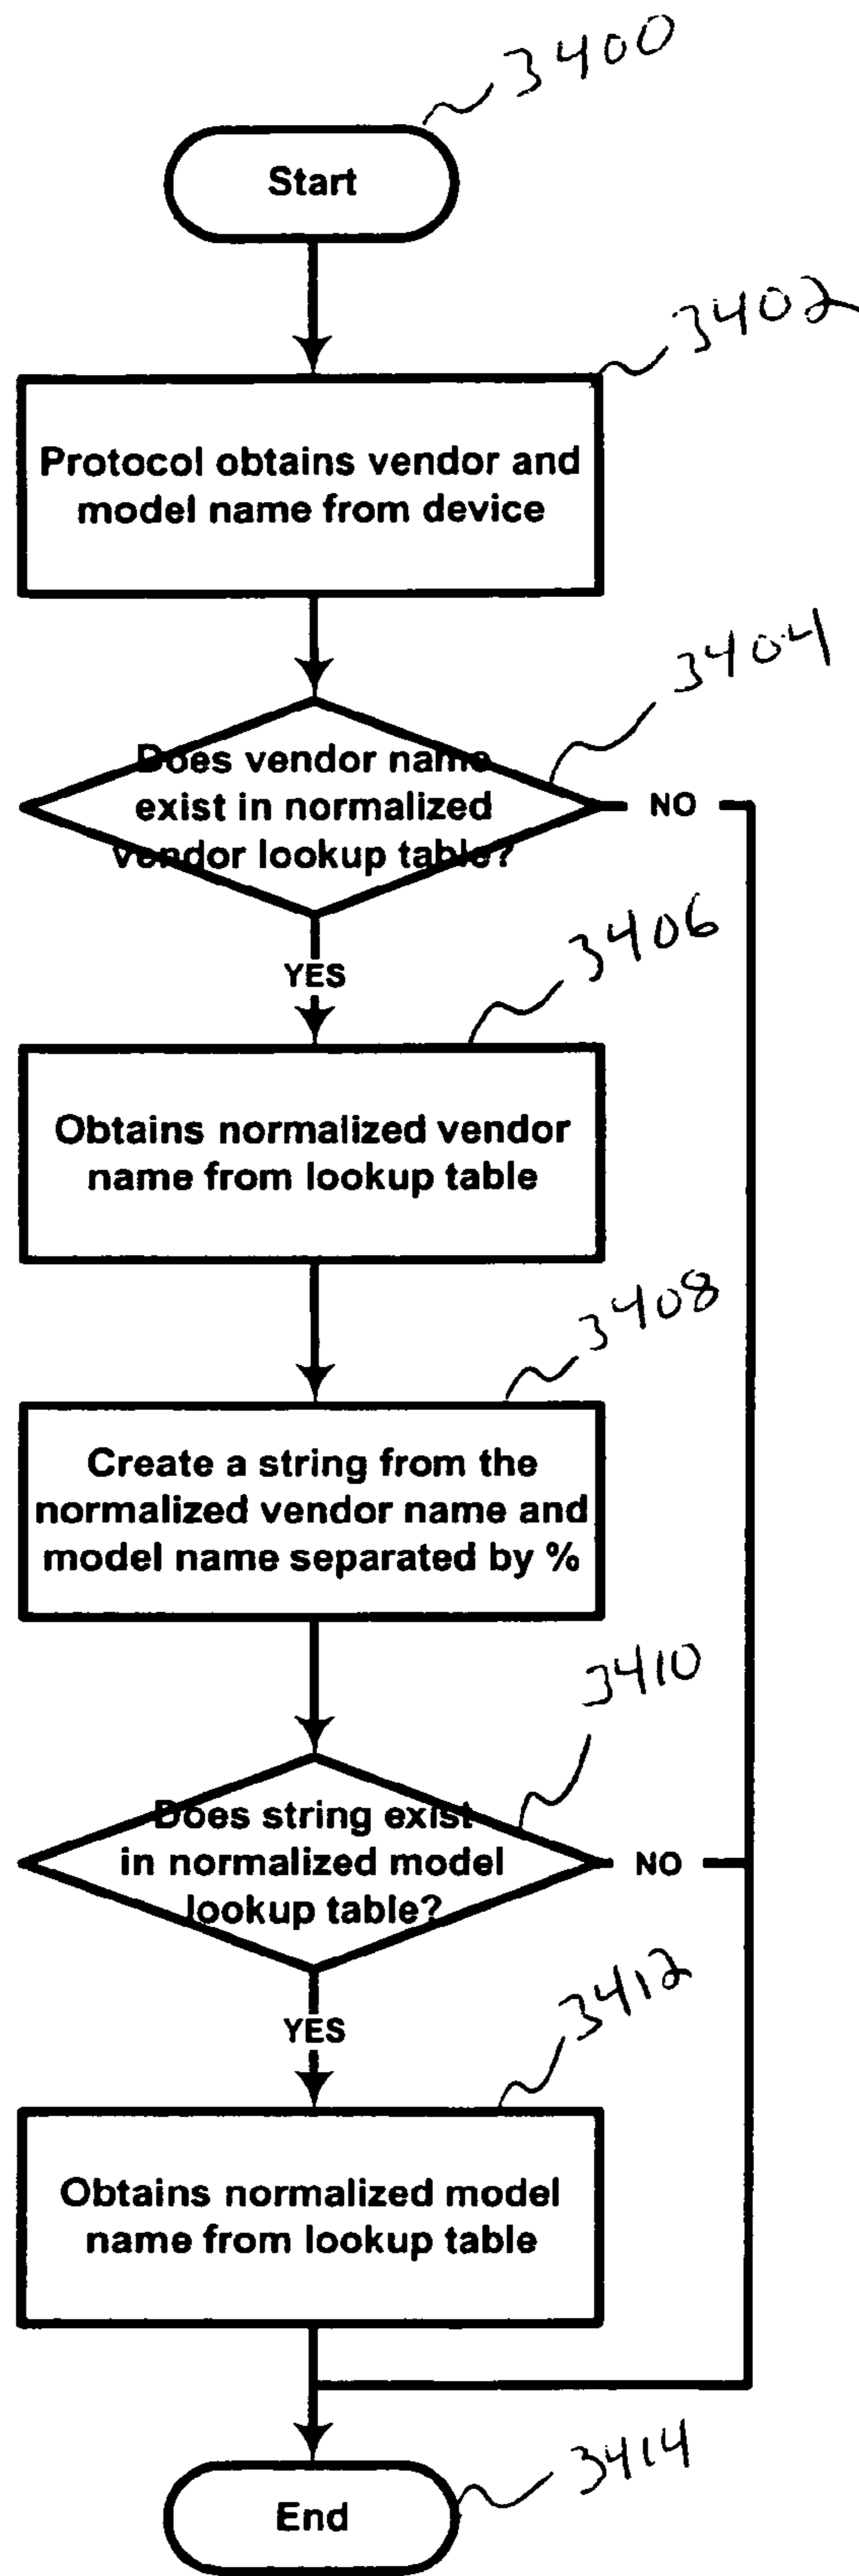 3400
Start
3402
Protocol obtains vendor and
model name from device
3404
Does vendor name
exist in normalized
vendor lookup table?
NO
YES
3406
Obtains normalized vendor
name from lookup table
3408
Create a string from the
normalized vendor name and
model name separated by %
3410
Does string exist
in normalized model
lookup table?
NO
YES
3412
Obtains normalized model
name from lookup table
3414
End